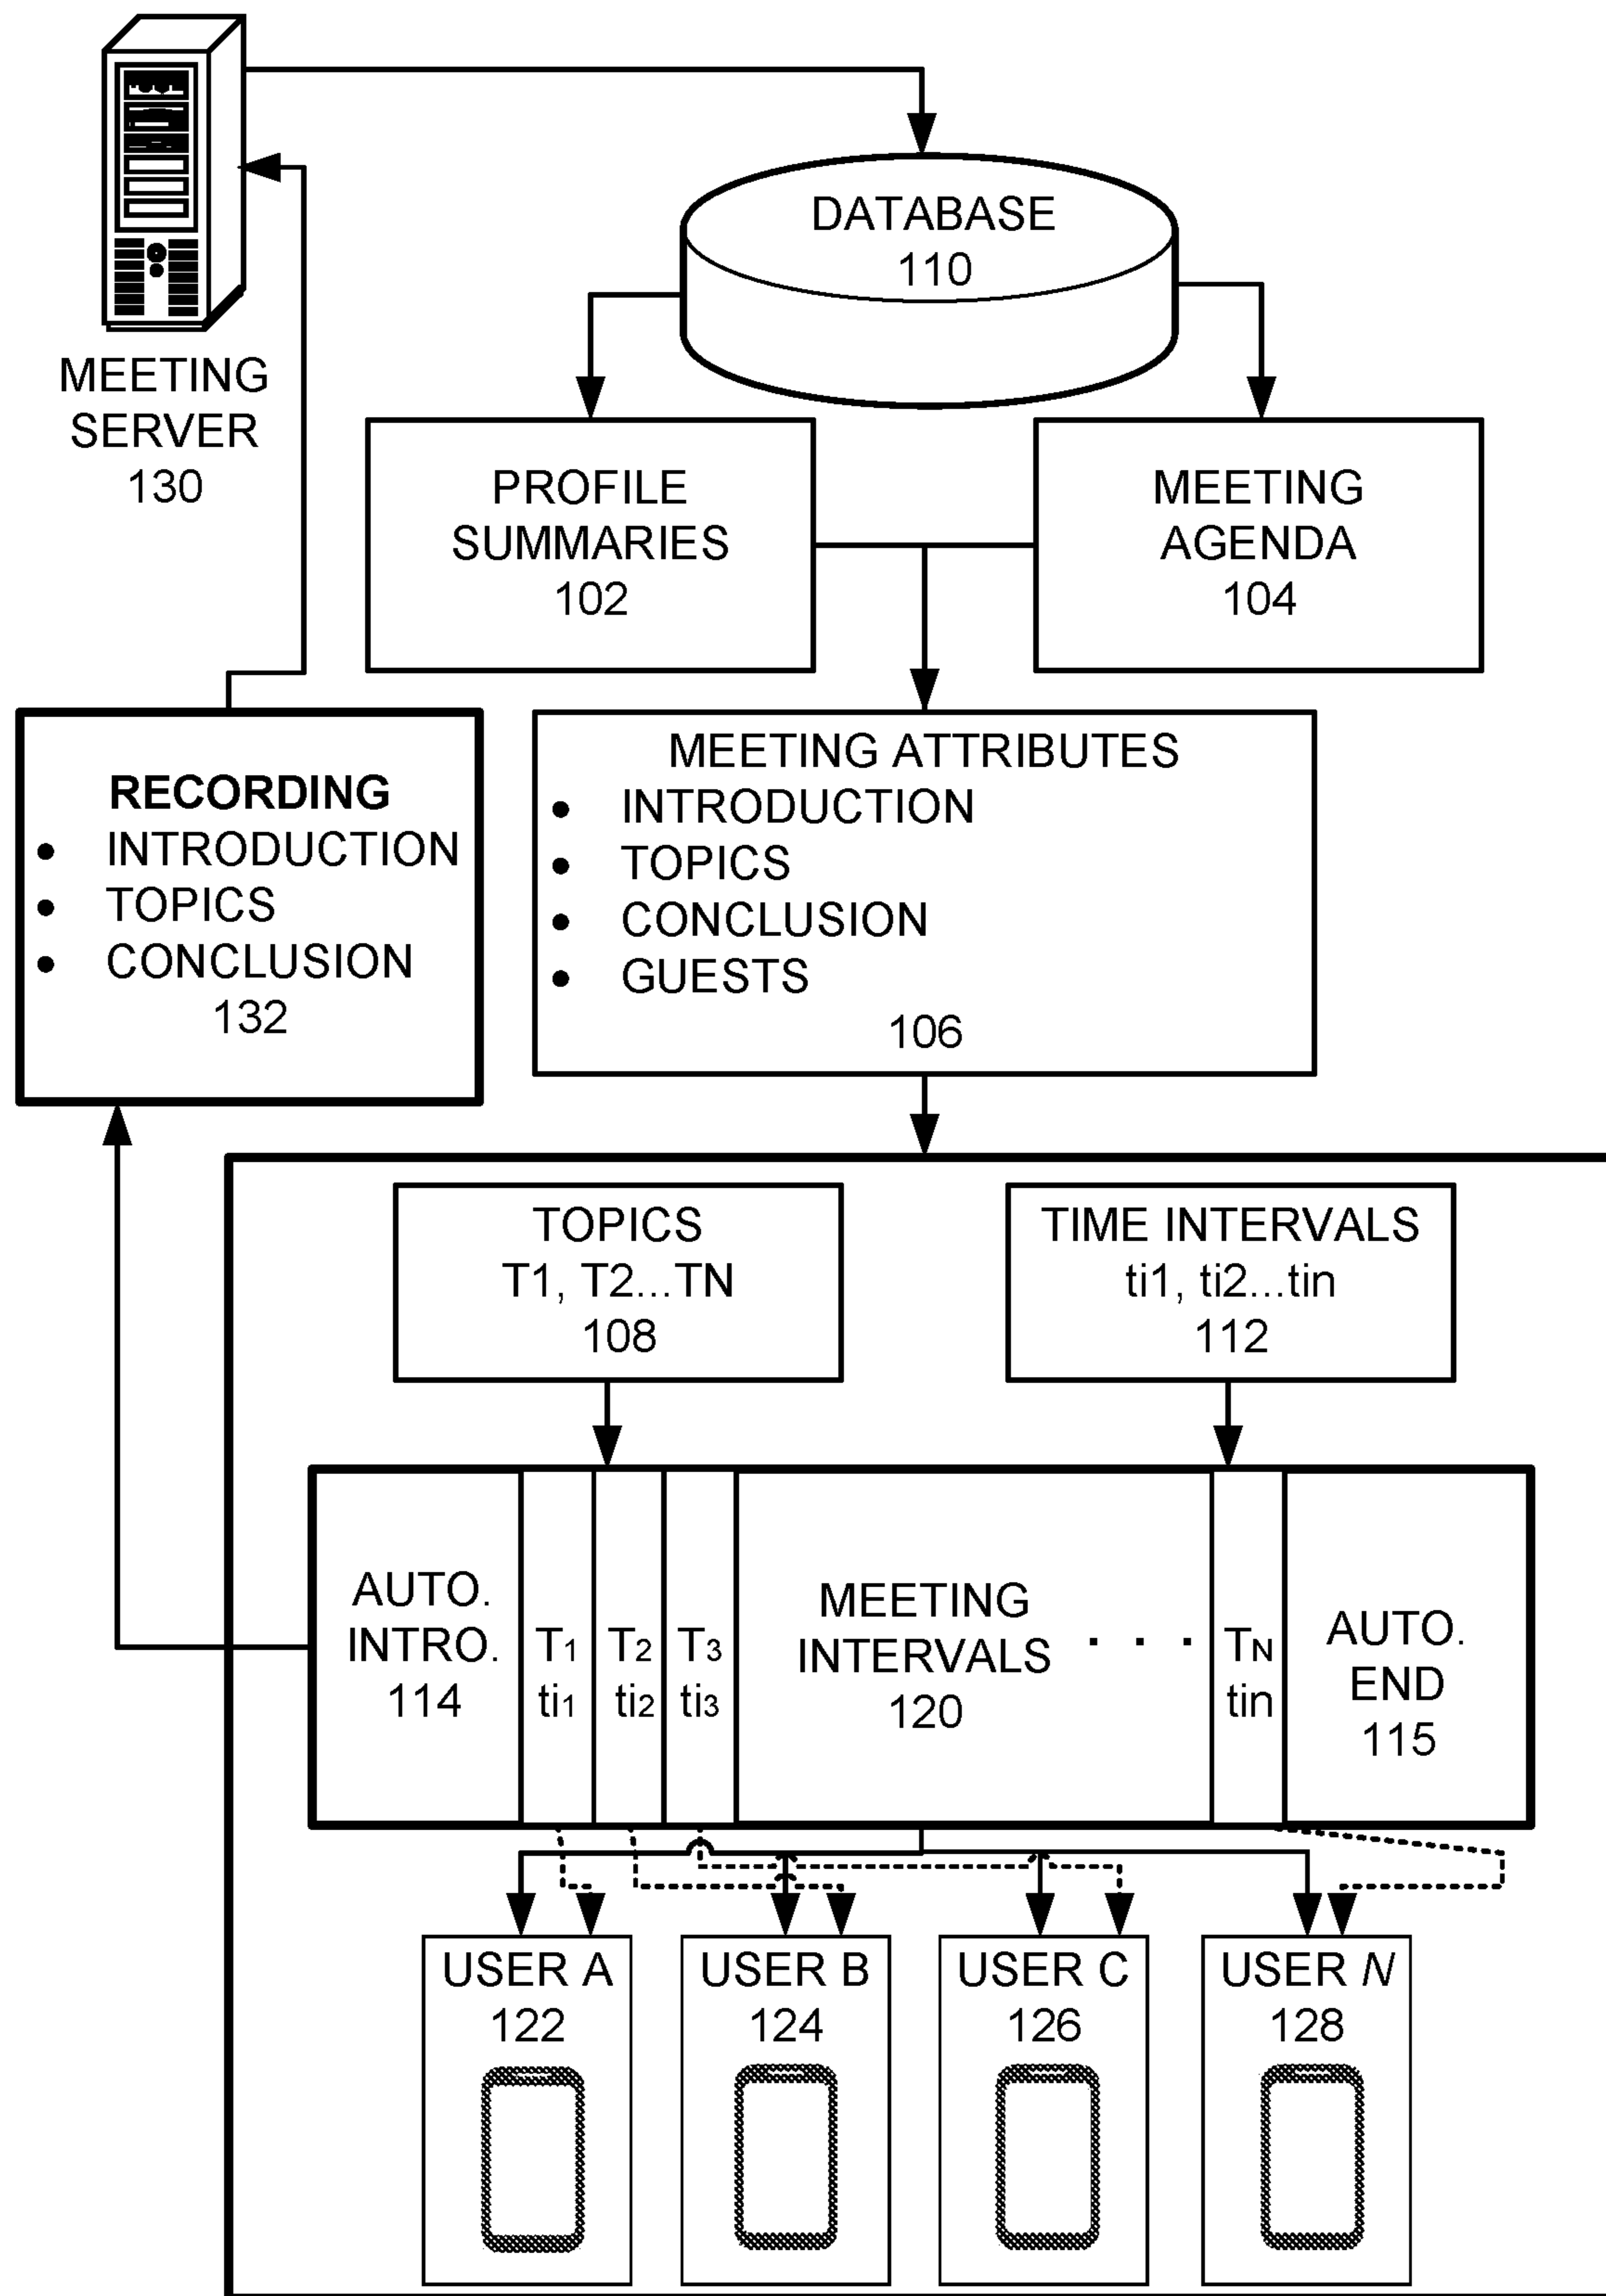 DATABASE
110
MEETING
SERVER
130
PROFILE
SUMMARIES
102
MEETING
AGENDA
104
RECORDING
• INTRODUCTION
• TOPICS
• CONCLUSION
132
MEETING ATTRIBUTES
• INTRODUCTION
• TOPICS
• CONCLUSION
• GUESTS
106
TOPICS
T1, T2...TN
108
TIME INTERVALS
ti1, ti2...tin
112
AUTO.
INTRO.
114
T1
ti1
T2
ti2
T3
ti3
MEETING
INTERVALS
120
. . .
TN
tin
AUTO.
END
115
USER A
122
USER B
124
USER C
126
USER N
128